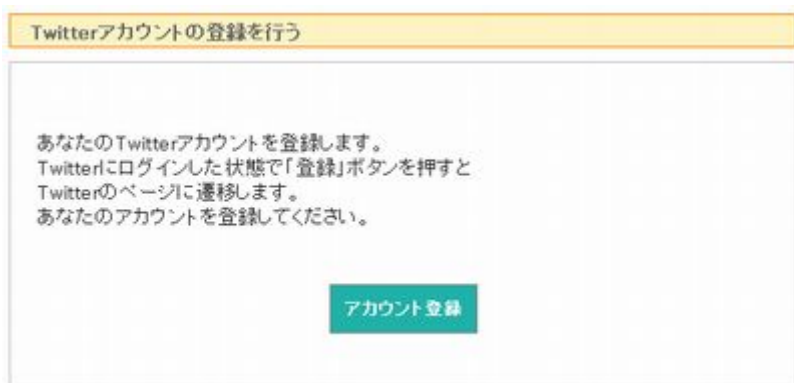 Twitterアカウントの登録を行う
あなたのTwitterアカウントを登録します。
Twitterにログインした状態で「登録」ボタンを押すと
Twitterのページに遷移します。
あなたのアカウントを登録してください。
アカウント登録